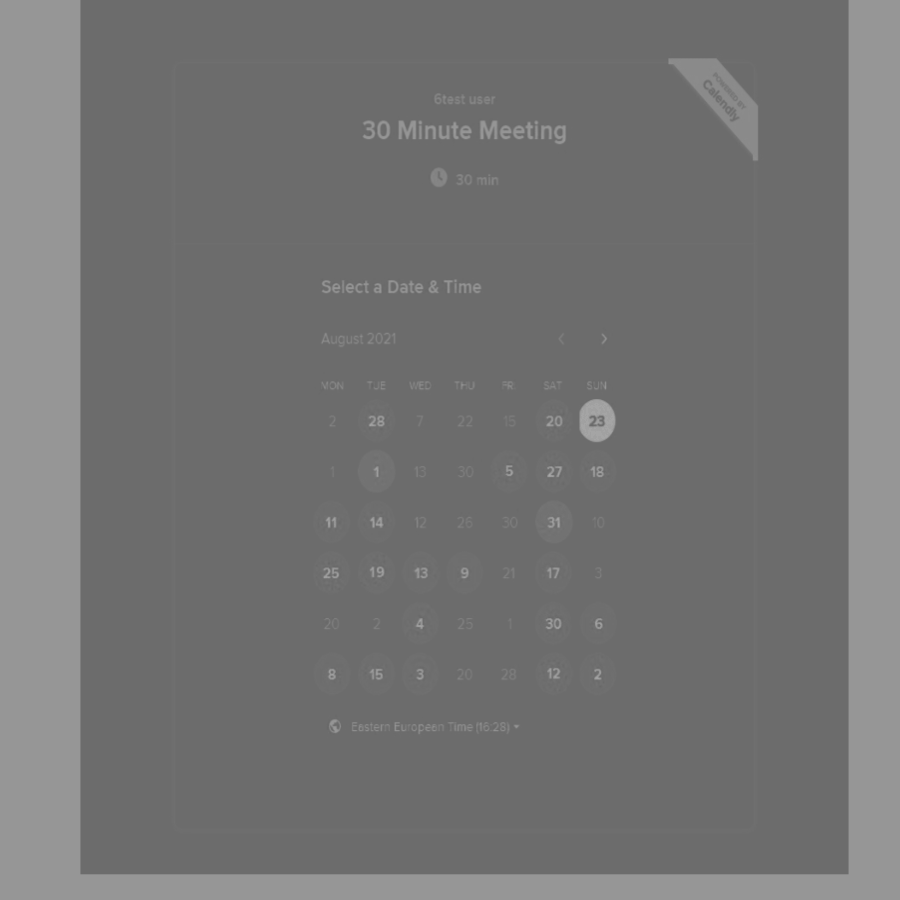 POWERED BY
Calendly
6test user
30 Minute Meeting
30 min
Select a Date & Time
August 2021
MON TUE WED THU FRI SAT SUN
2 28 7 22 15 20 23
1 1 13 30 5 27 18
11 14 12 26 30 31 10
25 19 13 9 21 17 3
20 2 4 25 1 30 6
8 15 3 20 28 12 2
Eastern European Time (16:28)